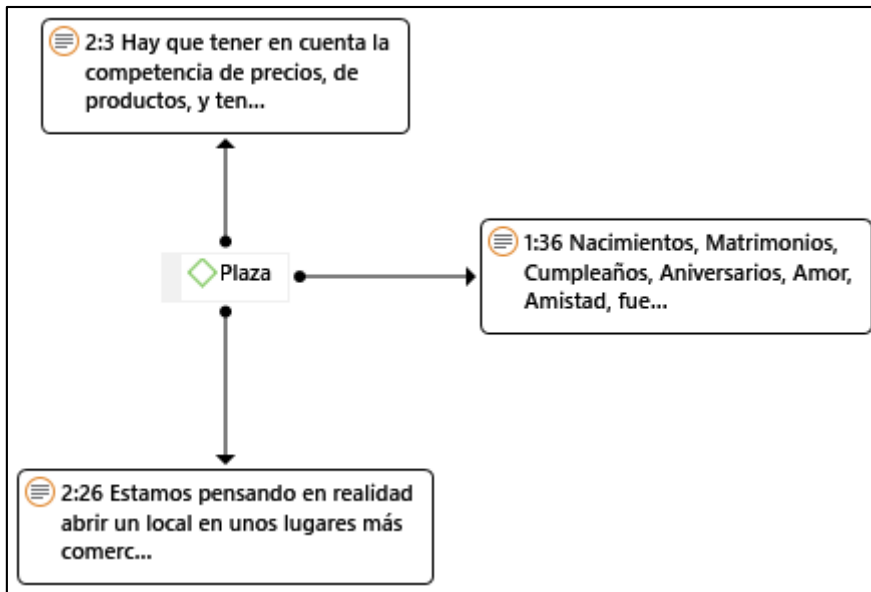 2:3 Hay que tener en cuenta la
competencia de precios, de
productos, y ten...
Plaza
1:36 Nacimientos, Matrimonios,
Cumpleaños, Aniversarios, Amor,
Amistad, fue...
2:26 Estamos pensando en realidad
abrir un local en unos lugares más
comerc...